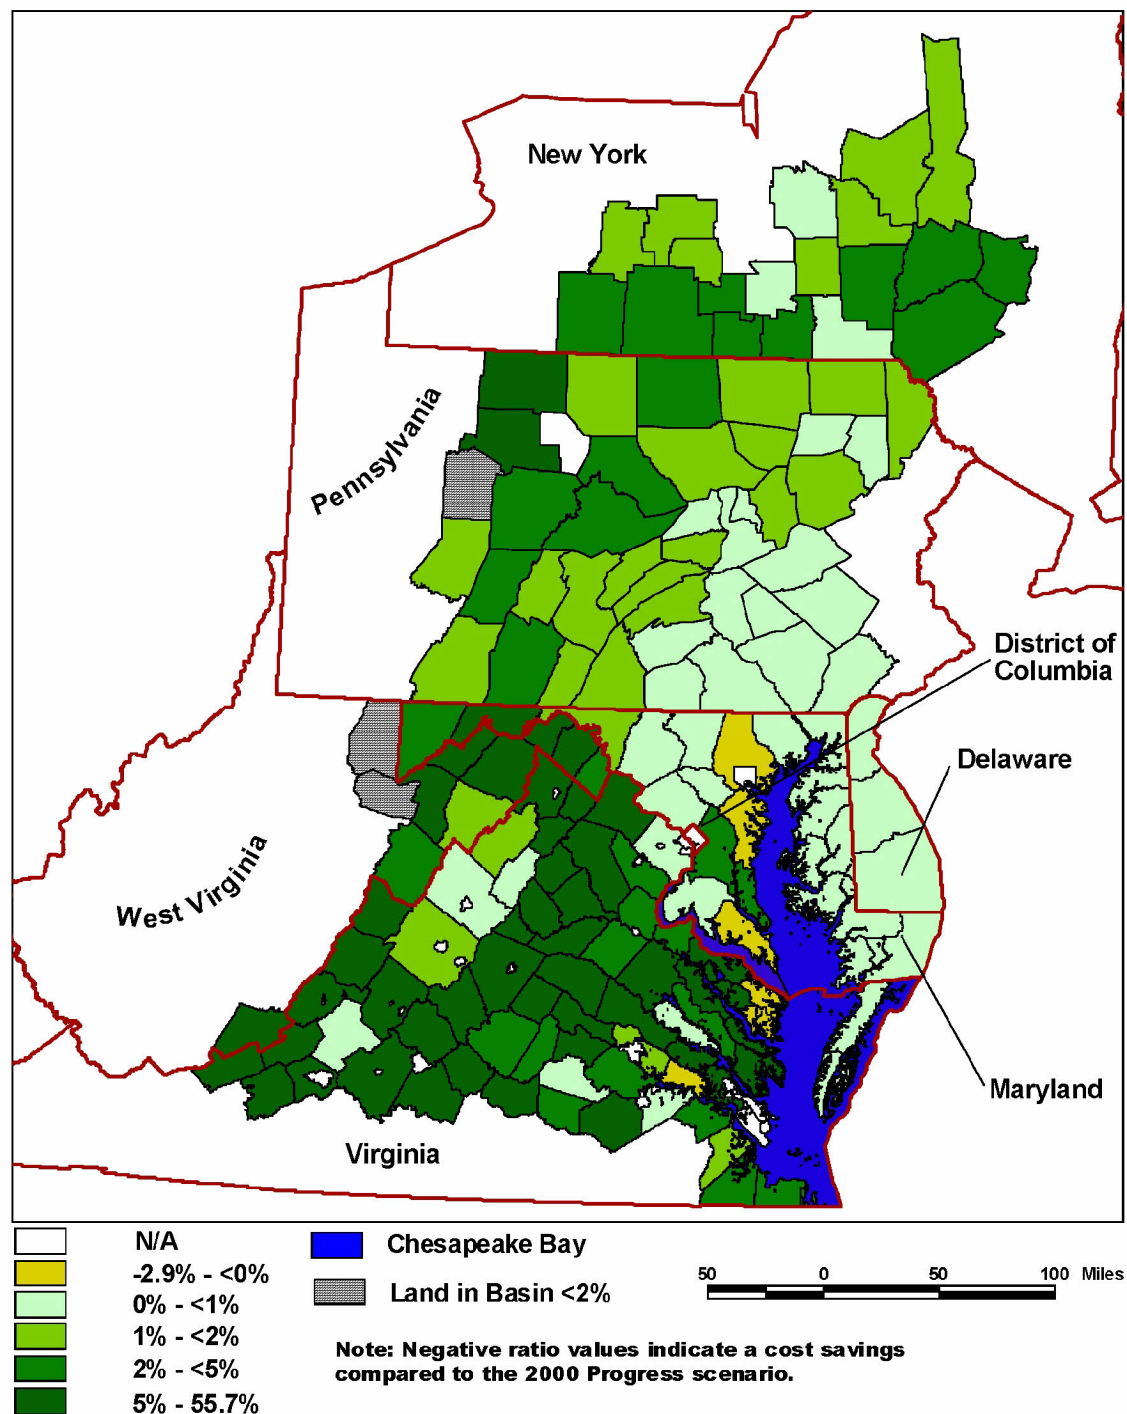 New York
Pennsylvania
District of
Columbia
Delaware
West Virginia
Maryland
Virginia
N/A
-2.9% - <0%
0% - <1%
1% - <2%
2% - <5%
5% - 55.7%
Chesapeake Bay
Land in Basin <2%
50 0 50 100 Miles
Note: Negative ratio values indicate a cost savings
compared to the 2000 Progress scenario.